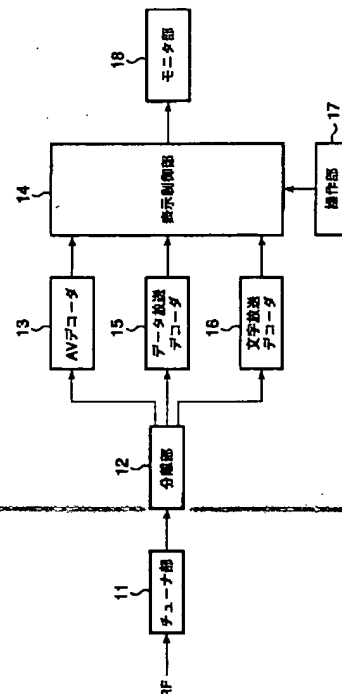 RF
11
チューナ部
12
分離部
13
AVデコーダ
15
データ放送
デコーダ
16
文字放送
デコーダ
14
表示制御部
17
操作部
18
モニタ部